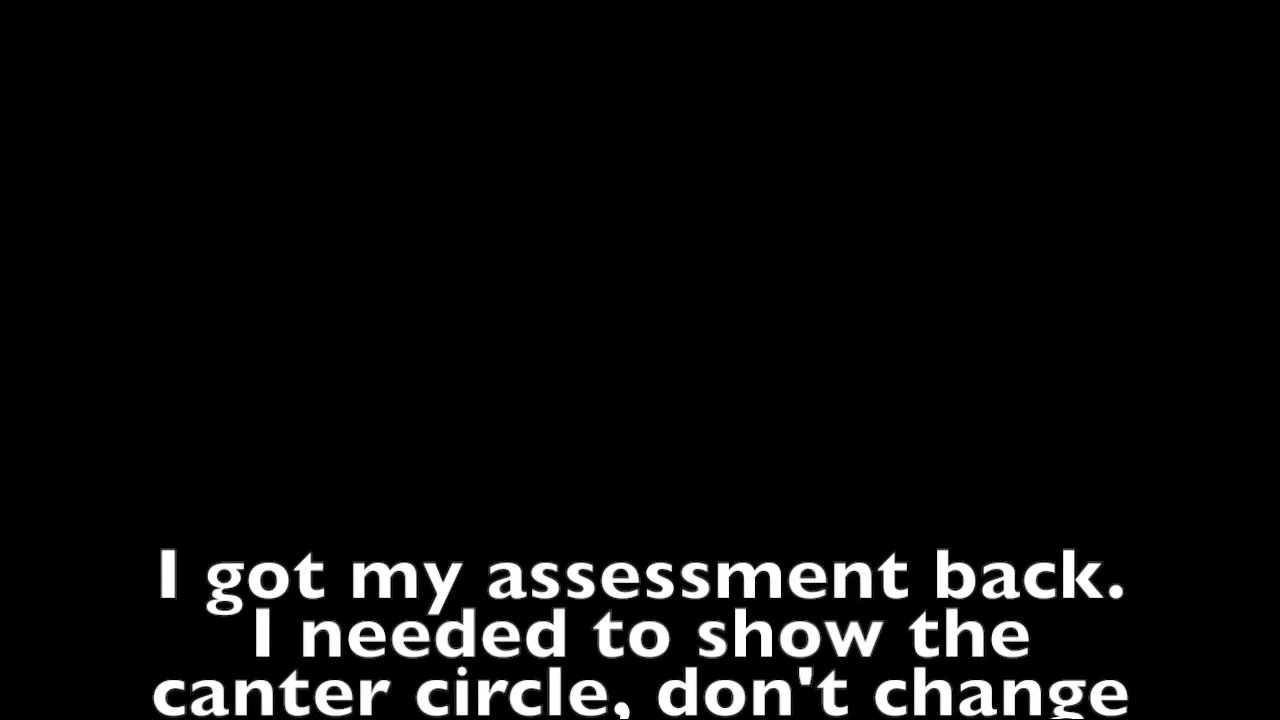 I got my assessment back.
I needed to show the
canter circle, don't change